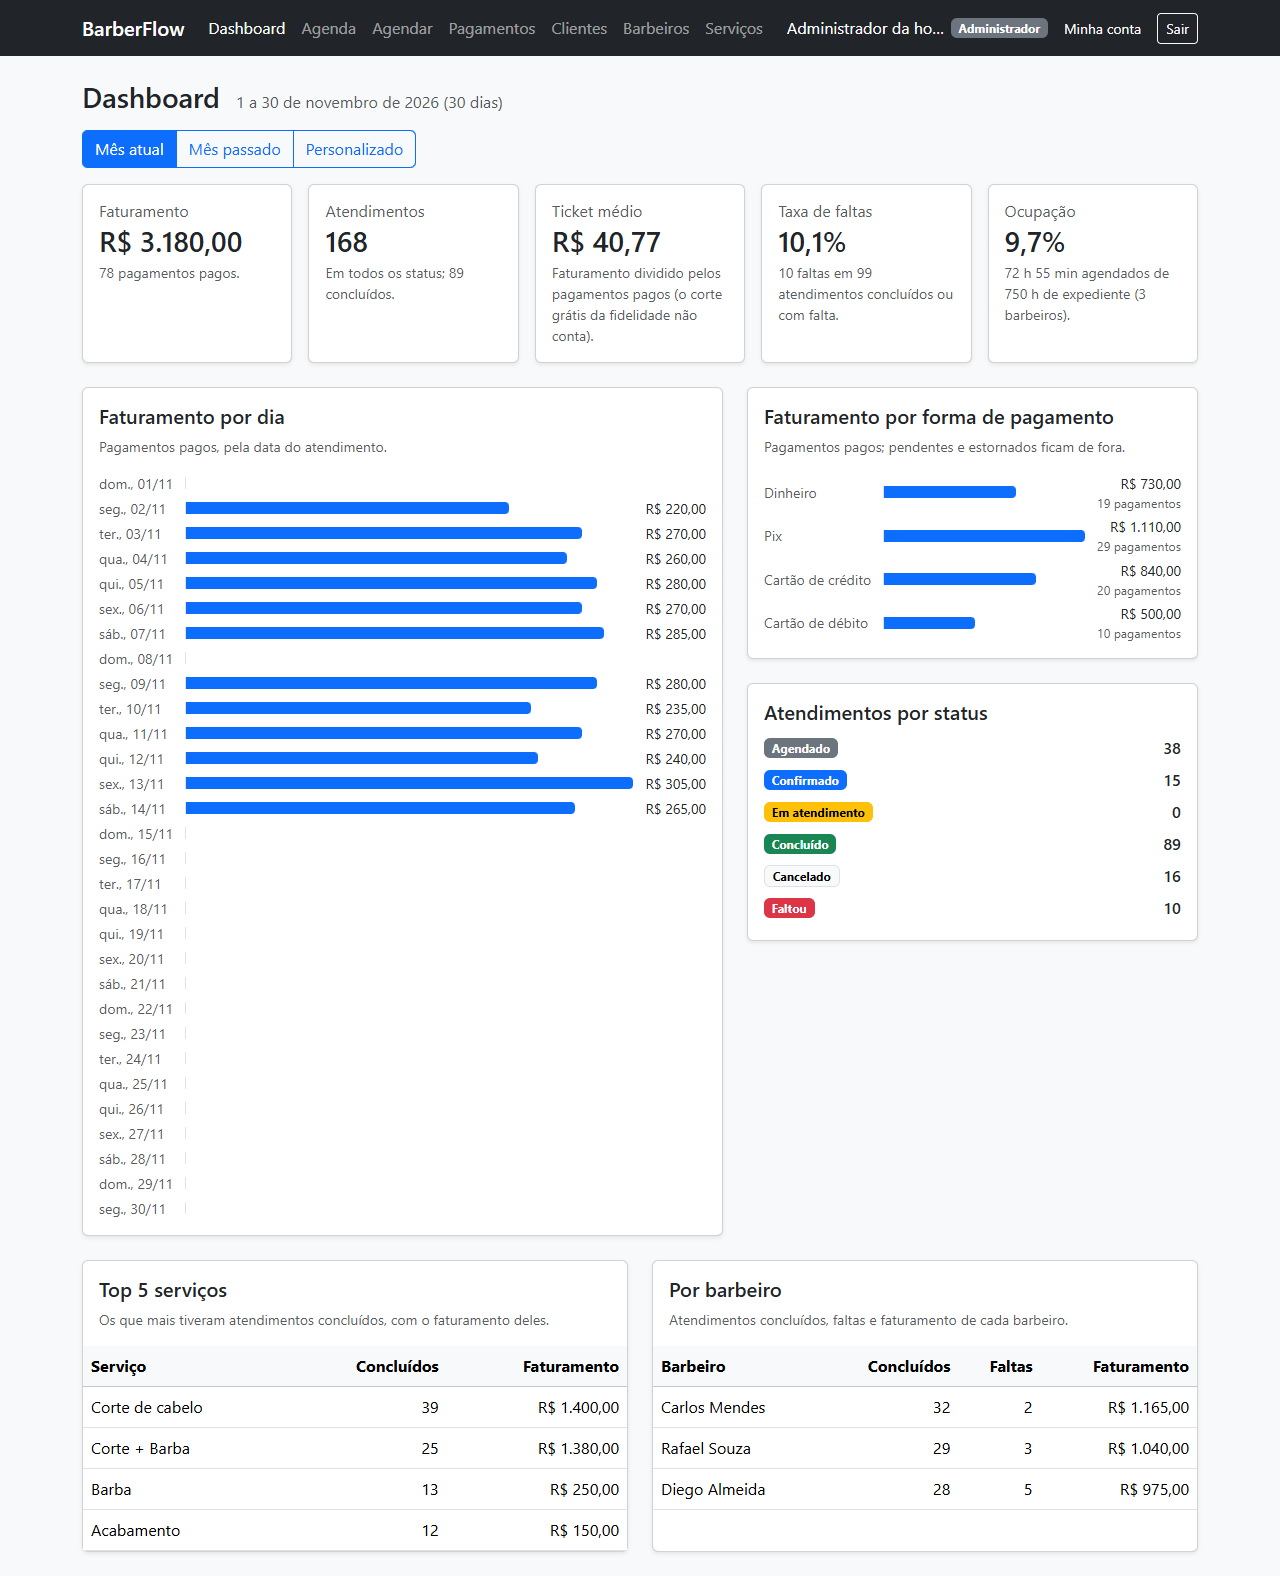 BarberFlow Dashboard Agenda Agendar Pagamentos Clientes Barbeiros Serviços Administrador da ho... Administrador Minha conta Sair
Dashboard 1 a 30 de novembro de 2026 (30 dias)
Mês atual Mês passado Personalizado
Faturamento
R$ 3.180,00
78 pagamentos pagos.
Atendimentos
168
Em todos os status; 89
concluídos.
Ticket médio
R$ 40,77
Faturamento dividido pelos
pagamentos pagos (o corte
grátis da fidelidade não
conta).
Taxa de faltas
10,1%
10 faltas em 99
atendimentos concluídos ou
com falta.
Ocupação
9,7%
72 h 55 min agendados de
750 h de expediente (3
barbeiros).
Faturamento por dia
Pagamentos pagos, pela data do atendimento.
dom., 01/11
seg., 02/11 R$ 220,00
ter., 03/11 R$ 270,00
qua., 04/11 R$ 260,00
qui., 05/11 R$ 280,00
sex., 06/11 R$ 270,00
sáb., 07/11 R$ 285,00
dom., 08/11
seg., 09/11 R$ 280,00
ter., 10/11 R$ 235,00
qua., 11/11 R$ 270,00
qui., 12/11 R$ 240,00
sex., 13/11 R$ 305,00
sáb., 14/11 R$ 265,00
dom., 15/11
seg., 16/11
ter., 17/11
qua., 18/11
qui., 19/11
sex., 20/11
sáb., 21/11
dom., 22/11
seg., 23/11
ter., 24/11
qua., 25/11
qui., 26/11
sex., 27/11
sáb., 28/11
dom., 29/11
seg., 30/11
Faturamento por forma de pagamento
Pagamentos pagos; pendentes e estornados ficam de fora.
Dinheiro R$ 730,00
19 pagamentos
Pix R$ 1.110,00
29 pagamentos
Cartão de crédito R$ 840,00
20 pagamentos
Cartão de débito R$ 500,00
10 pagamentos
Atendimentos por status
Agendado 38
Confirmado 15
Em atendimento 0
Concluído 89
Cancelado 16
Faltou 10
Top 5 serviços
Os que mais tiveram atendimentos concluídos, com o faturamento deles.
Serviço Concluídos Faturamento
Corte de cabelo 39 R$ 1.400,00
Corte + Barba 25 R$ 1.380,00
Barba 13 R$ 250,00
Acabamento 12 R$ 150,00
Por barbeiro
Atendimentos concluídos, faltas e faturamento de cada barbeiro.
Barbeiro Concluídos Faltas Faturamento
Carlos Mendes 32 2 R$ 1.165,00
Rafael Souza 29 3 R$ 1.040,00
Diego Almeida 28 5 R$ 975,00